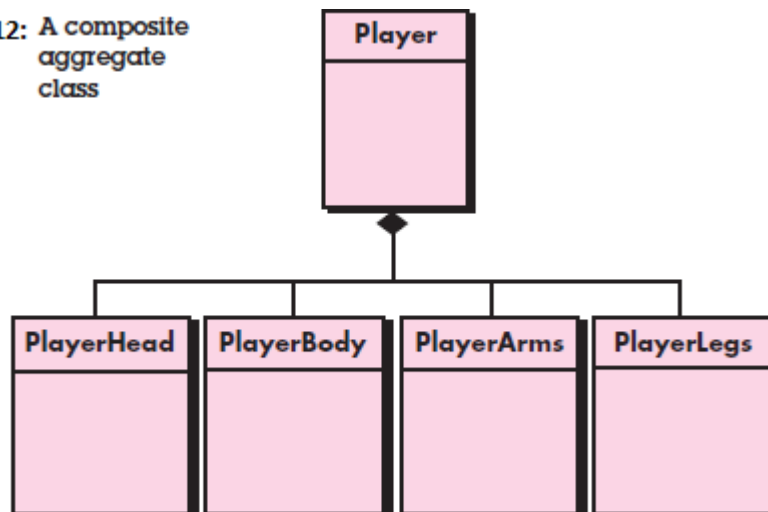 12: A composite
aggregate
class
Player
PlayerHead PlayerBody PlayerArms PlayerLegs